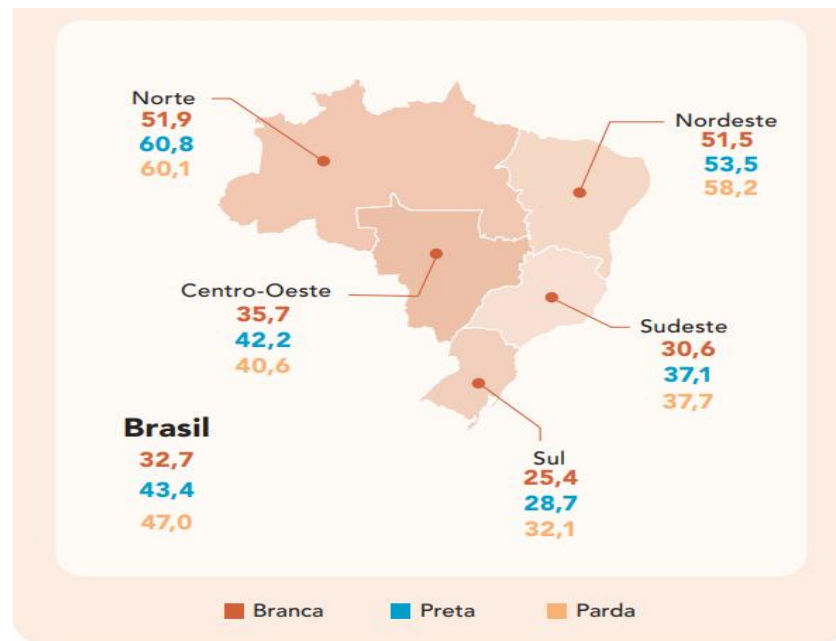 Norte
51,9
60,8
60,1
Nordeste
51,5
53,5
58,2
Centro-Oeste
35,7
42,2
40,6
Sudeste
30,6
37,1
37,7
Brasil
32,7
43,4
47,0
Sul
25,4
28,7
32,1
Branca Preta Parda